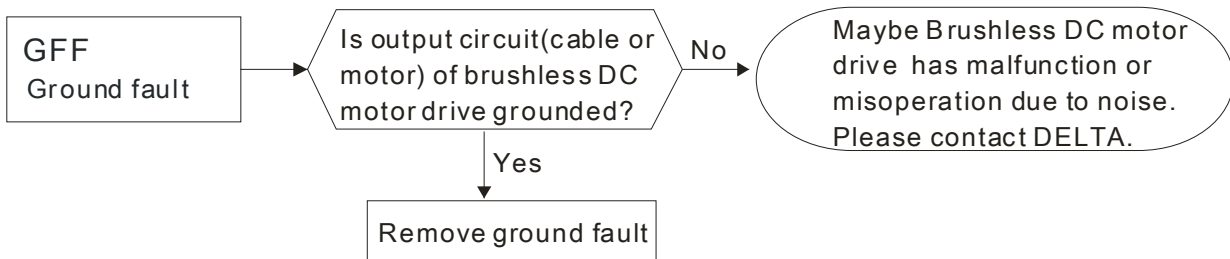 GFF
Ground fault
Is output circuit(cable or
motor) of brushless DC
motor drive grounded?
No
Maybe Brushless DC motor
drive has malfunction or
misoperation due to noise.
Please contact DELTA.
Yes
Remove ground fault